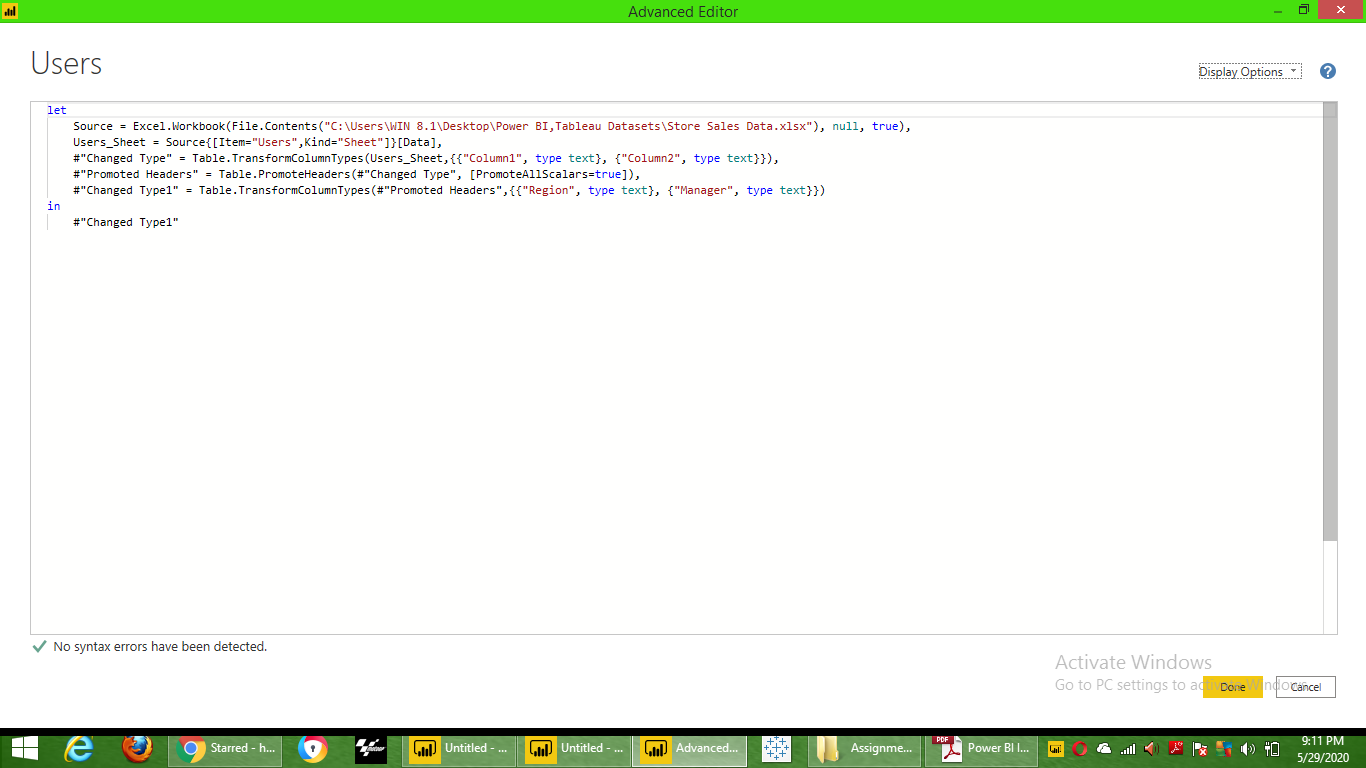 Advanced Editor
Users
Display Options
?
let
Source = Excel.Workbook(File.Contents("C:\Users\WIN 8.1\Desktop\Power BI,Tableau Datasets\Store Sales Data.xlsx"), null, true),
Users_Sheet = Source{[Item="Users",Kind="Sheet"]}[Data],
#"Changed Type" = Table.TransformColumnTypes(Users_Sheet,{{"Column1", type text}, {"Column2", type text}}),
#"Promoted Headers" = Table.PromoteHeaders(#"Changed Type", [PromoteAllScalars=true]),
#"Changed Type1" = Table.TransformColumnTypes(#"Promoted Headers",{{"Region", type text}, {"Manager", type text}})
in
#"Changed Type1"
No syntax errors have been detected.
Activate Windows
Go to PC settings to activate Windows.
Done
Cancel
Starred - h...
Untitled - ...
Untitled - ...
Advanced...
Assignme...
PDF
Power BI I...
9:11 PM
5/29/2020